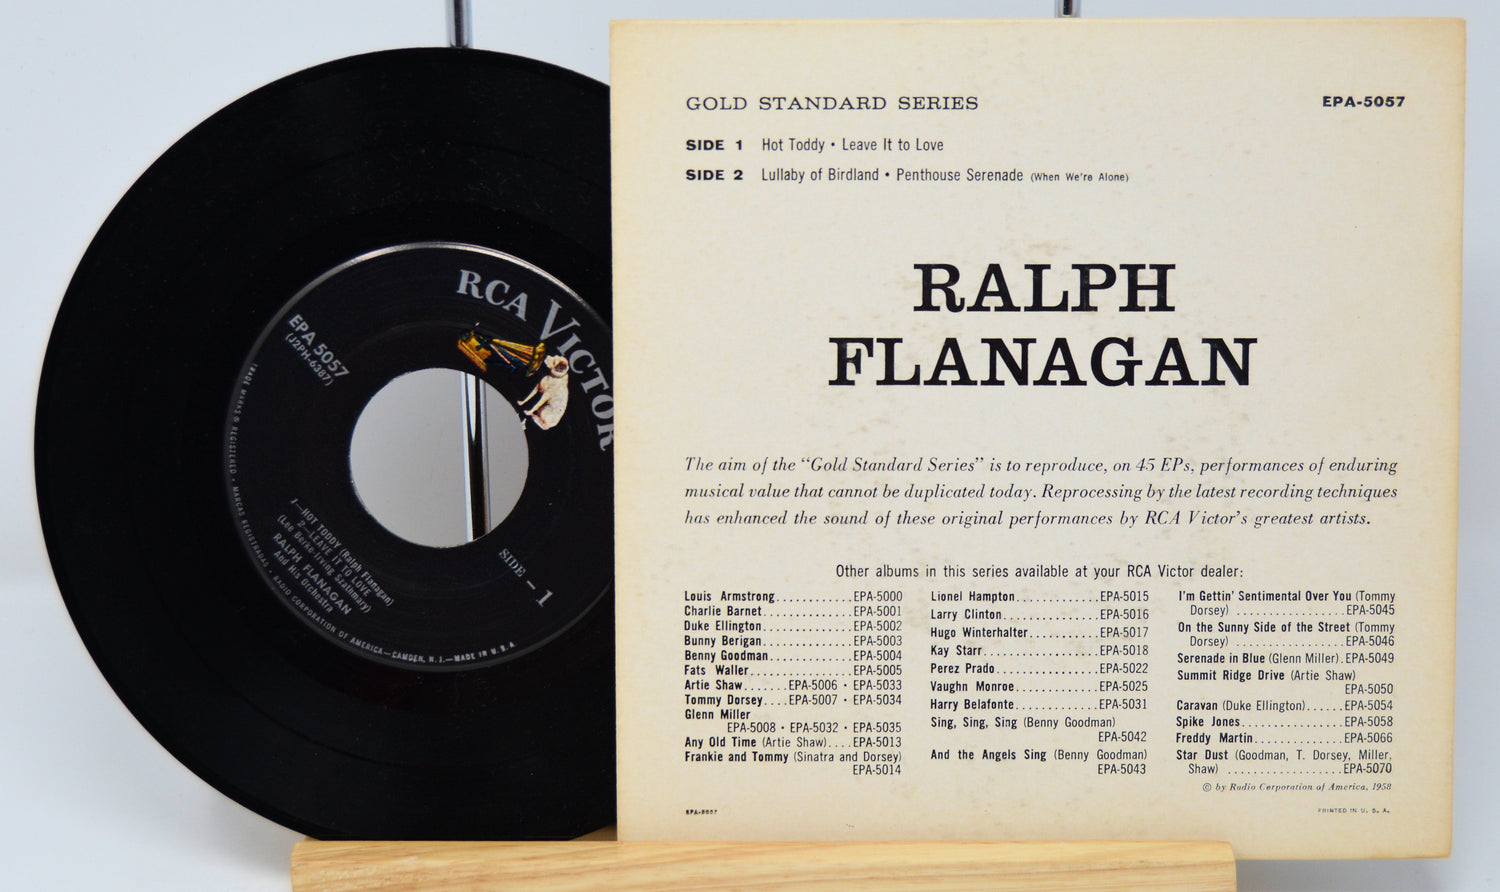 RCA VICTOR
EPA 5057
(J2PH-6387)
SIDE - 1
1—HOT TODDY (Ralph Flanagan)
2—LEAVE IT TO LOVE
(Lee Berke-Irving Szathmary)
RALPH FLANAGAN
And His Orchestra
TRADE MARKS ® REGISTERED • MARCAS REGISTRADAS • RADIO CORPORATION OF AMERICA—CAMDEN, N. J.—MADE IN U.S.A.
GOLD STANDARD SERIES EPA-5057
SIDE 1 Hot Toddy • Leave It to Love
SIDE 2 Lullaby of Birdland • Penthouse Serenade (When We're Alone)
RALPH
FLANAGAN
The aim of the “Gold Standard Series” is to reproduce, on 45 EPs, performances of enduring
musical value that cannot be duplicated today. Reprocessing by the latest recording techniques
has enhanced the sound of these original performances by RCA Victor's greatest artists.
Other albums in this series available at your RCA Victor dealer:
Louis Armstrong............EPA-5000
Charlie Barnet..............EPA-5001
Duke Ellington..............EPA-5002
Bunny Berigan..............EPA-5003
Benny Goodman.............EPA-5004
Fats Waller................EPA-5005
Artie Shaw.......EPA-5006 • EPA-5033
Tommy Dorsey....EPA-5007 • EPA-5034
Glenn Miller
EPA-5008 • EPA-5032 • EPA-5035
Any Old Time (Artie Shaw)....EPA-5013
Frankie and Tommy (Sinatra and Dorsey)
EPA-5014
Lionel Hampton.............EPA-5015
Larry Clinton...............EPA-5016
Hugo Winterhalter...........EPA-5017
Kay Starr..................EPA-5018
Perez Prado................EPA-5022
Vaughn Monroe.............EPA-5025
Harry Belafonte.............EPA-5031
Sing, Sing, Sing (Benny Goodman)
EPA-5042
And the Angels Sing (Benny Goodman)
EPA-5043
I'm Gettin' Sentimental Over You (Tommy
Dorsey) .................EPA-5045
On the Sunny Side of the Street (Tommy
Dorsey) .................EPA-5046
Serenade in Blue (Glenn Miller).EPA-5049
Summit Ridge Drive (Artie Shaw)
EPA-5050
Caravan (Duke Ellington)......EPA-5054
Spike Jones................EPA-5058
Freddy Martin..............EPA-5066
Star Dust (Goodman, T. Dorsey, Miller,
Shaw) ..................EPA-5070
© by Radio Corporation of America, 1958
EPA-5057 PRINTED IN U. S. A.